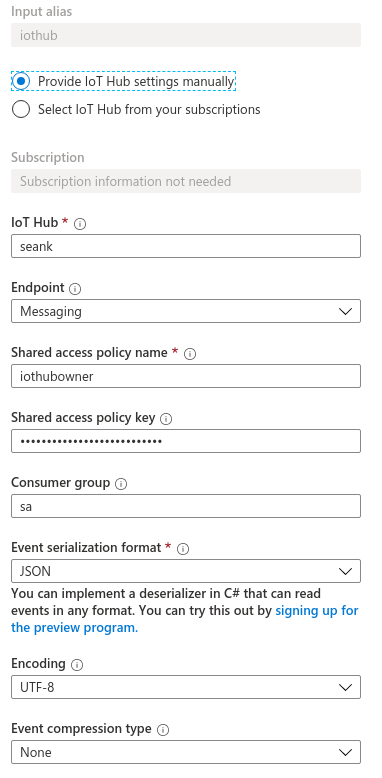 Input alias
iothub
Provide IoT Hub settings manually
Select IoT Hub from your subscriptions
Subscription
Subscription information not needed
IoT Hub *
seank
Endpoint
Messaging
Shared access policy name *
iothubowner
Shared access policy key
••••••••••••••••••••••••••••
Consumer group
sa
Event serialization format *
JSON
You can implement a deserializer in C# that can read
events in any format. You can try this out by signing up for
the preview program.
Encoding
UTF-8
Event compression type
None